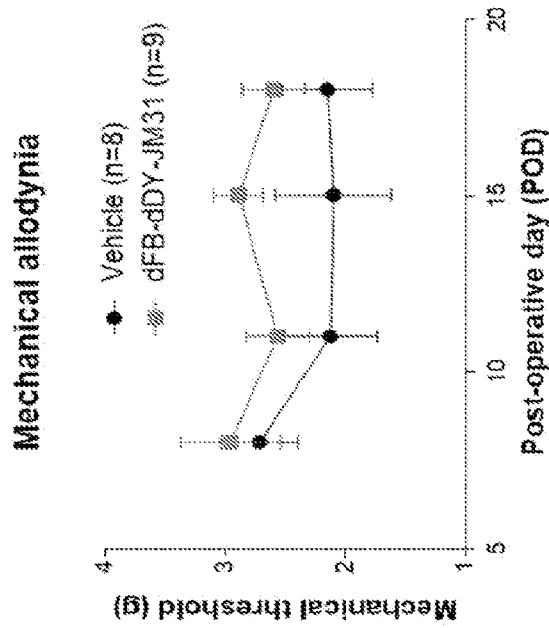 Mechanical allodynia
Vehicle (n=8)
dFB-dDY-JM31 (n=9)
Mechanical threshold (g)
4
3
2
1
5
10
15
20
Post-operative day (POD)